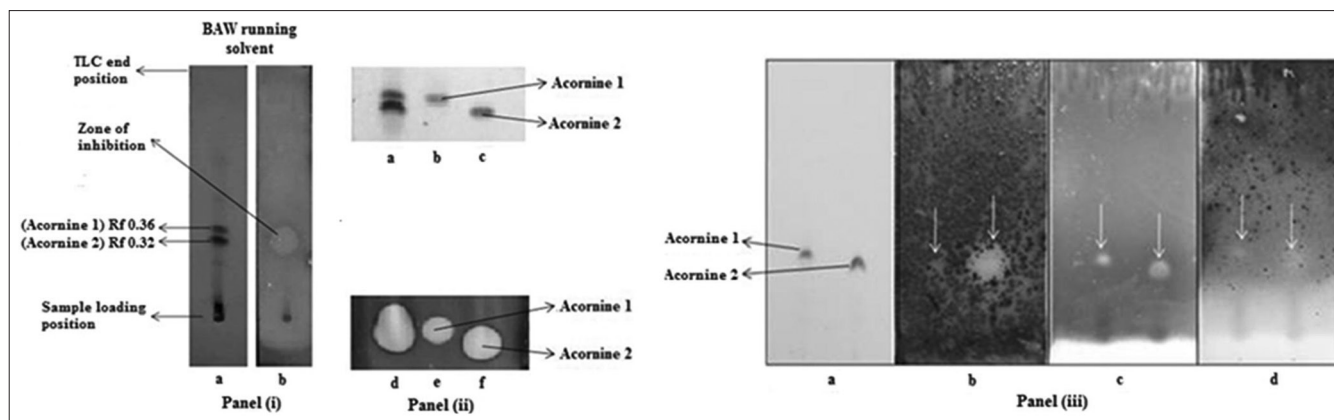 BAW running
solvent
TLC end
position
Zone of
inhibition
(Acornine 1) Rf 0.36
(Acornine 2) Rf 0.32
Sample loading
position
a b
Panel (i)
Acornine 1
Acornine 2
a b c
Acornine 1
Acornine 2
d e f
Panel (ii)
Acornine 1
Acornine 2
a b c d
Panel (iii)